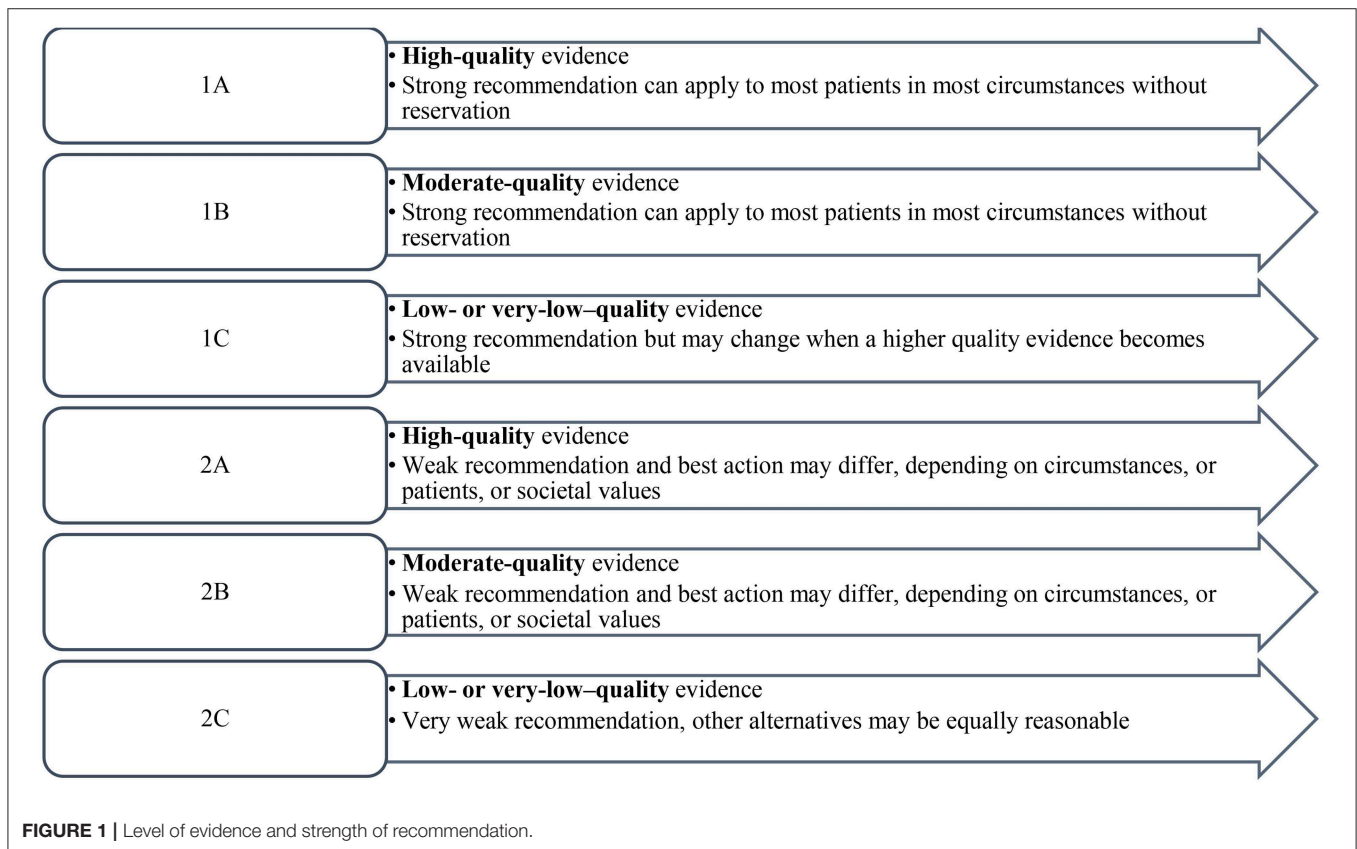 1A
• High-quality evidence
• Strong recommendation can apply to most patients in most circumstances without
reservation
1B
• Moderate-quality evidence
• Strong recommendation can apply to most patients in most circumstances without
reservation
1C
• Low- or very-low–quality evidence
• Strong recommendation but may change when a higher quality evidence becomes
available
2A
• High-quality evidence
• Weak recommendation and best action may differ, depending on circumstances, or
patients, or societal values
2B
• Moderate-quality evidence
• Weak recommendation and best action may differ, depending on circumstances, or
patients, or societal values
2C
• Low- or very-low–quality evidence
• Very weak recommendation, other alternatives may be equally reasonable
FIGURE 1 | Level of evidence and strength of recommendation.